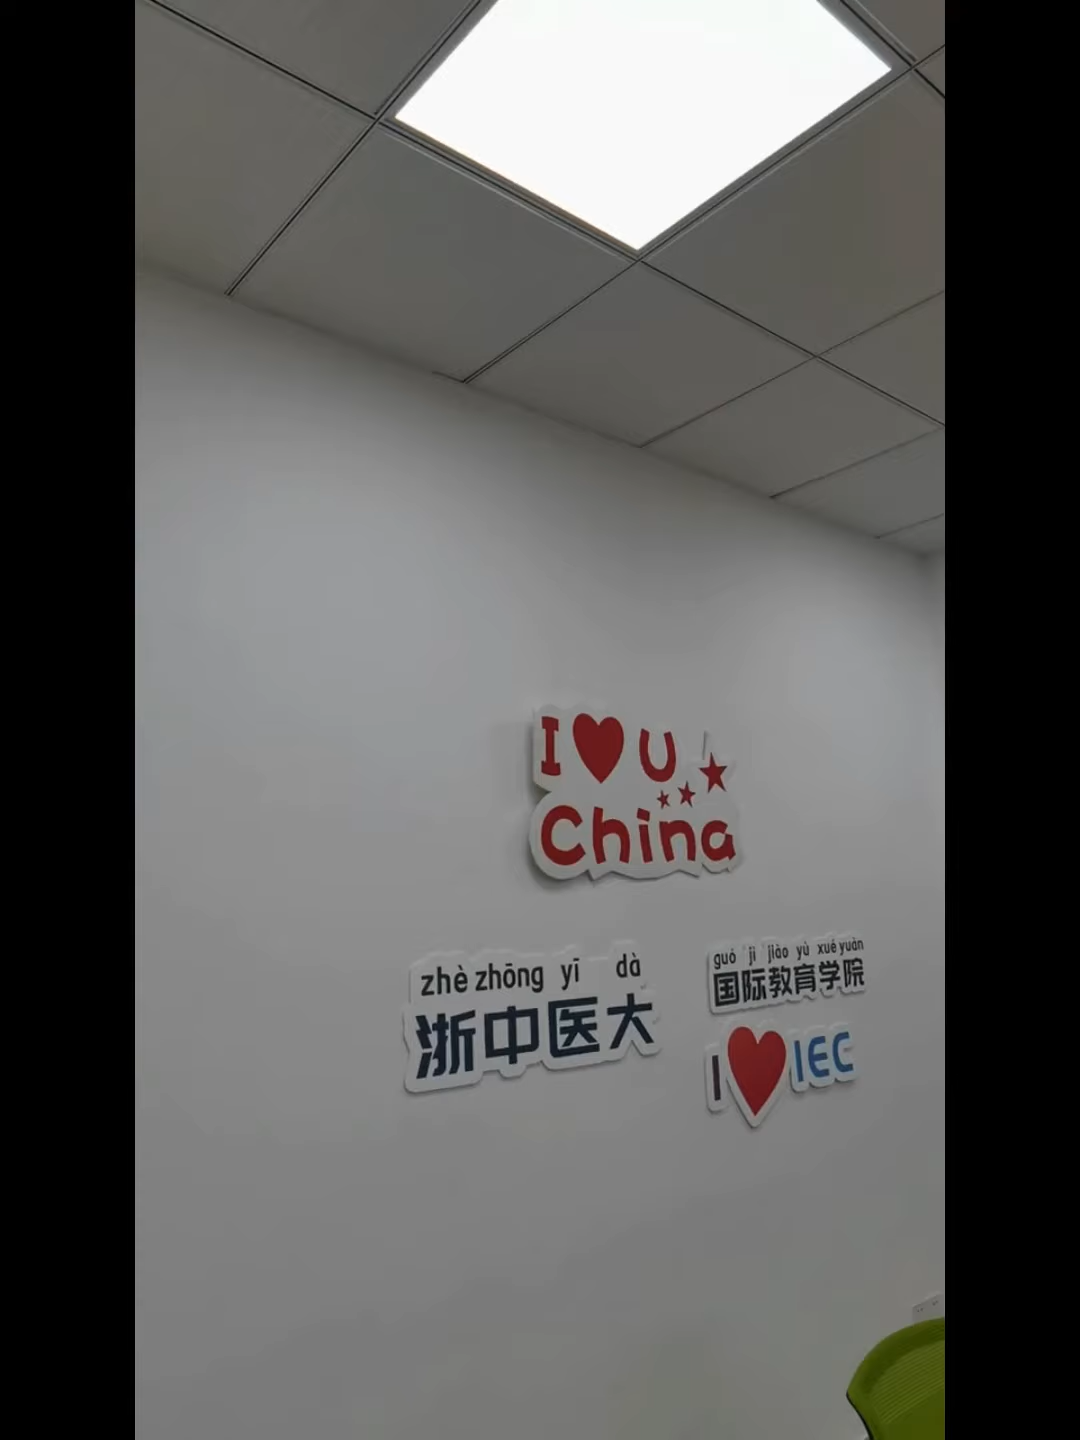 I ❤ U
China
zhè zhōng yī dà
浙中医大
guó jì jiào yù xué yuàn
国际教育学院
I ❤ IEC